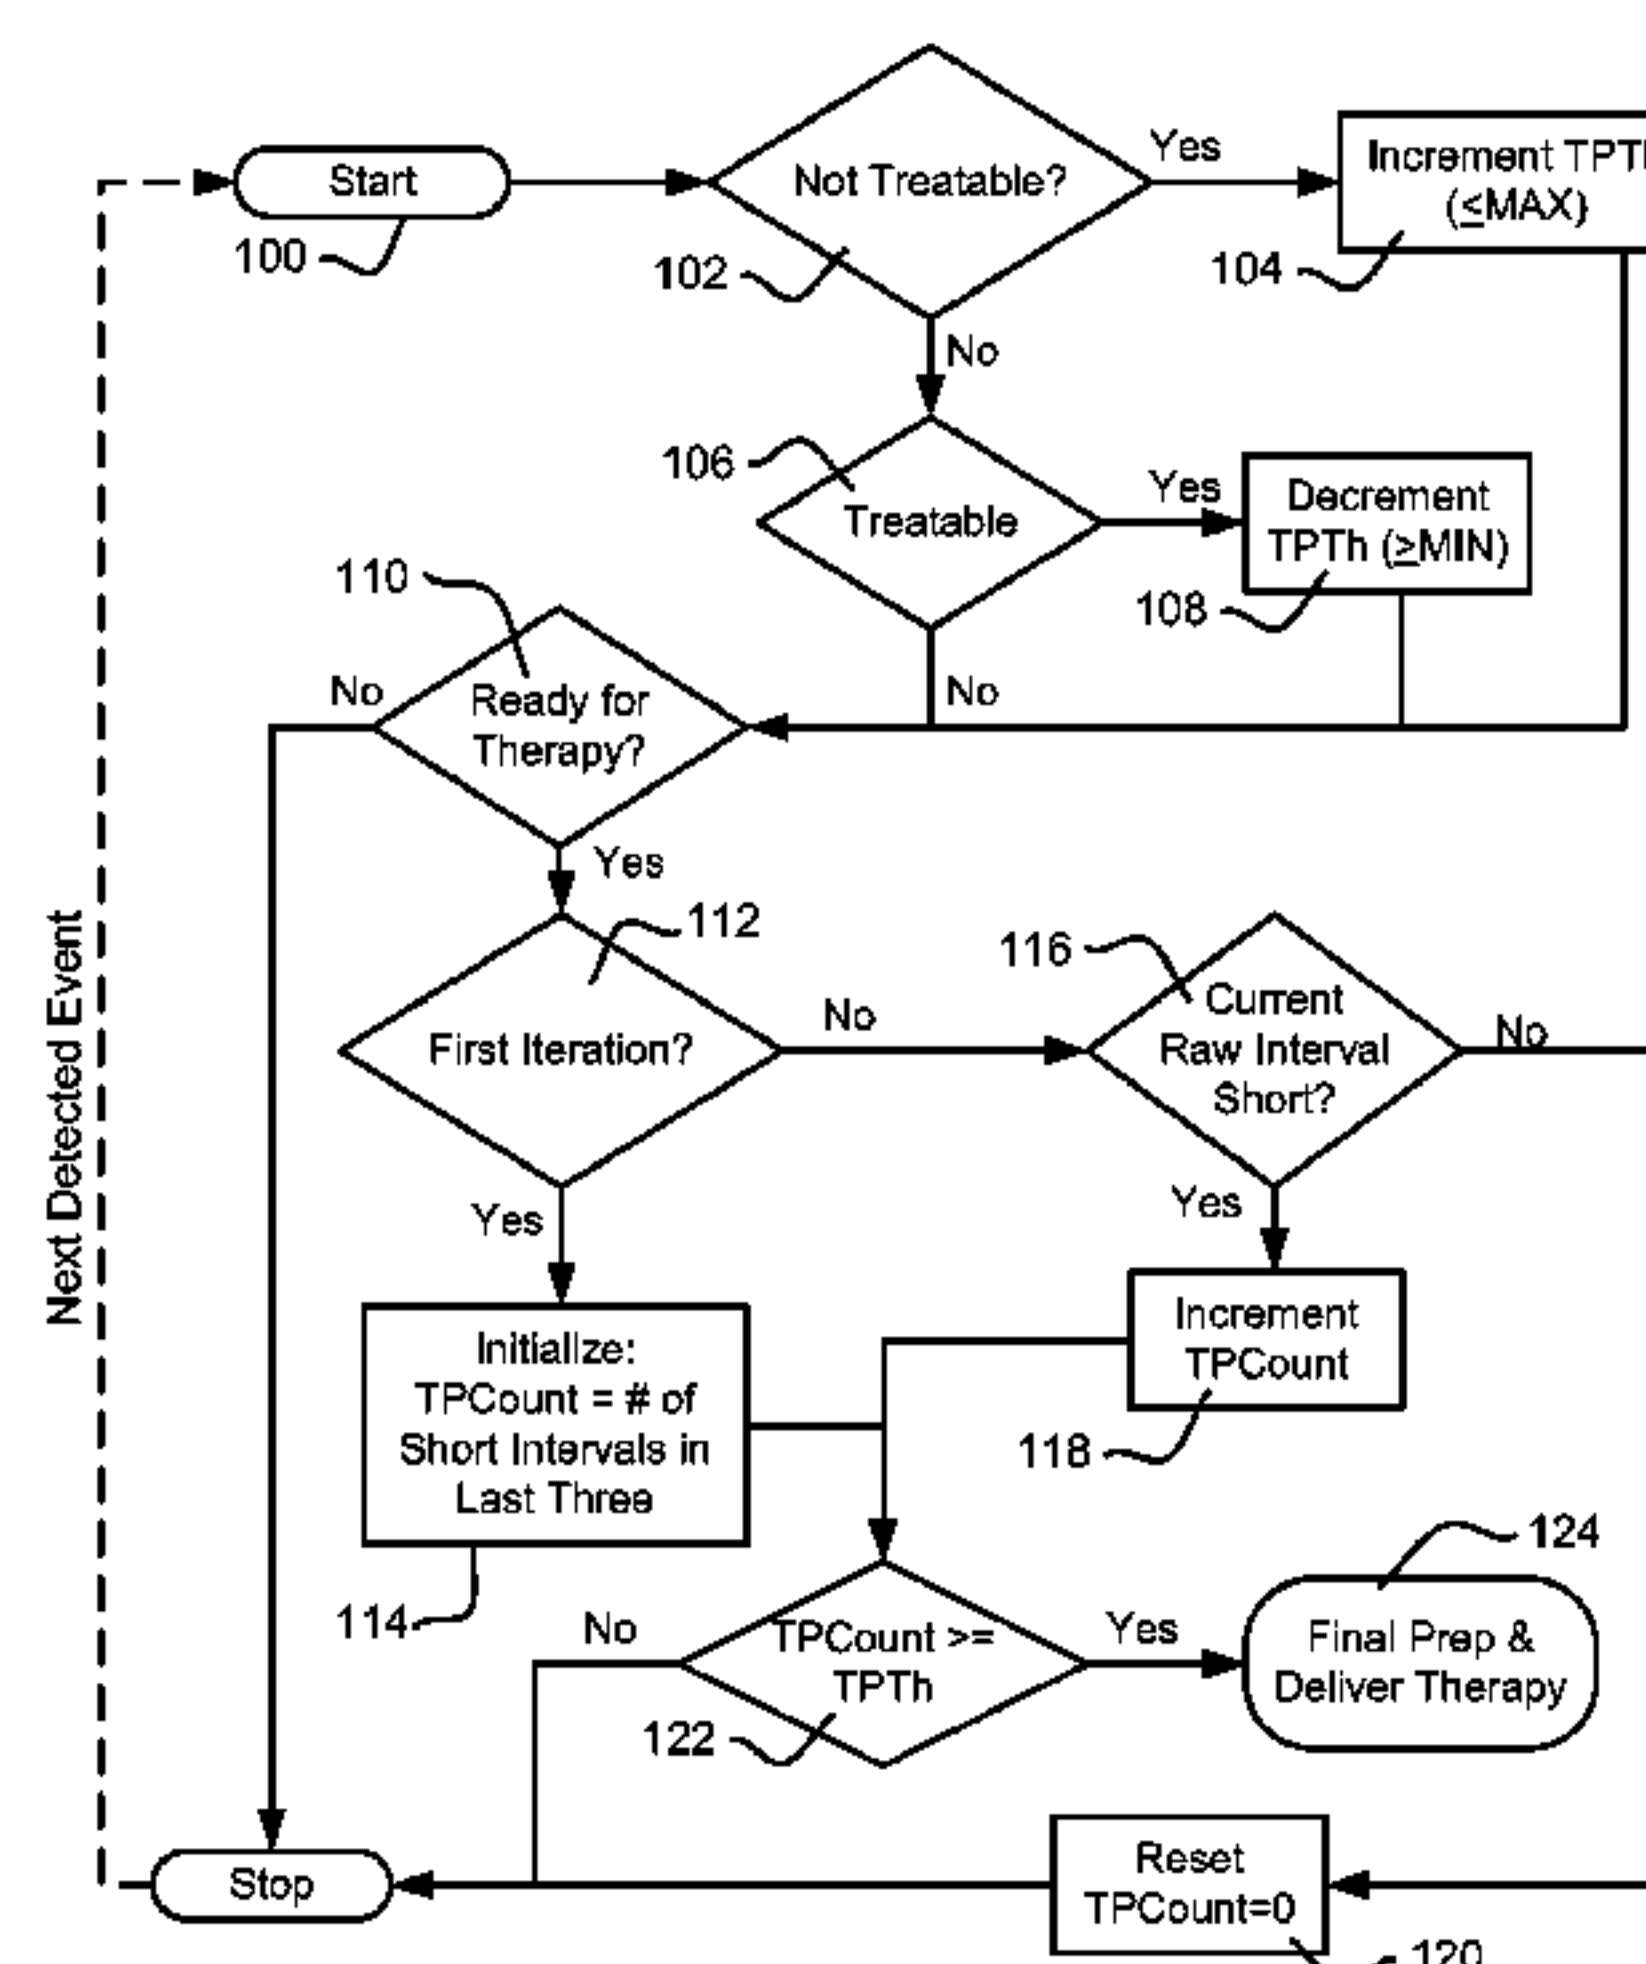 Start
100
Not Treatable?
102
Yes
Increment TPTh
(≤MAX)
104
No
106
Treatable
Yes
Decrement
TPTh (≥MIN)
108
No
110
Ready for
Therapy?
No
Yes
112
First Iteration?
No
116
Current
Raw Interval
Short?
No
Yes
Yes
Initialize:
TPCount = # of
Short Intervals in
Last Three
114
Increment
TPCount
118
TPCount >=
TPTh
122
No
Yes
124
Final Prep &
Deliver Therapy
Reset
TPCount=0
120
Stop
Next Detected Event